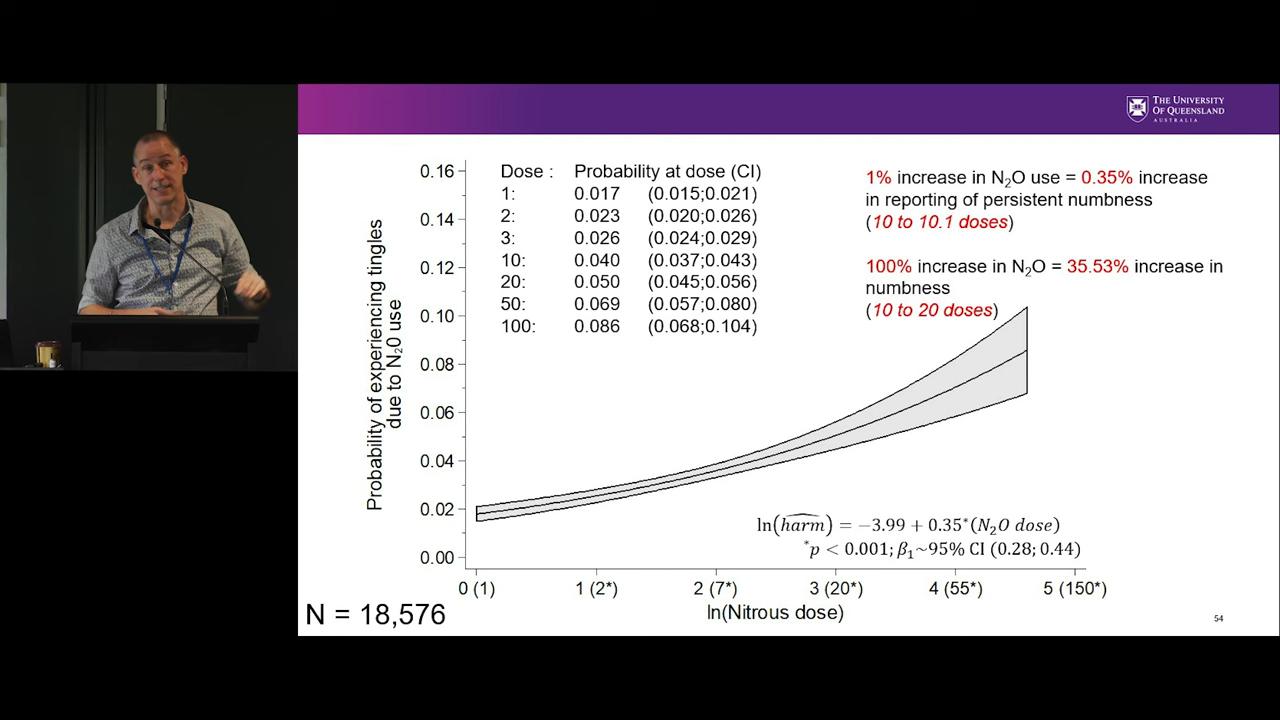 THE UNIVERSITY
OF QUEENSLAND
AUSTRALIA
0.16
0.14
0.12
0.10
0.08
0.06
0.04
0.02
0.00
Probability of experiencing tingles
due to N₂0 use
Dose : Probability at dose (CI)
1: 0.017 (0.015;0.021)
2: 0.023 (0.020;0.026)
3: 0.026 (0.024;0.029)
10: 0.040 (0.037;0.043)
20: 0.050 (0.045;0.056)
50: 0.069 (0.057;0.080)
100: 0.086 (0.068;0.104)
1% increase in N₂O use = 0.35% increase
in reporting of persistent numbness
(10 to 10.1 doses)
100% increase in N₂O = 35.53% increase in
numbness
(10 to 20 doses)
ln(harm̂) = −3.99 + 0.35*(N₂O dose)
*p < 0.001; β₁~95% CI (0.28; 0.44)
0 (1) 1 (2*) 2 (7*) 3 (20*) 4 (55*) 5 (150*)
ln(Nitrous dose)
N = 18,576
54